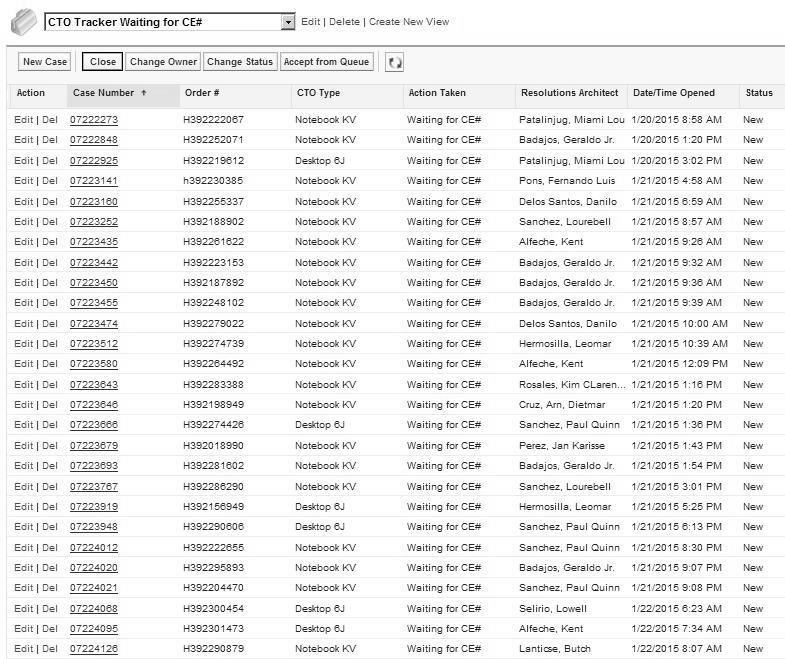 CTO Tracker Waiting for CE# Edit | Delete | Create New View
New Case Close Change Owner Change Status Accept from Queue
Action Case Number Order # CTO Type Action Taken Resolutions Architect Date/Time Opened Status
Edit | Del 07222273 H392222067 Notebook KV Waiting for CE# Patalinjug, Miami Lou 1/20/2015 8:58 AM New
Edit | Del 07222848 H392252071 Notebook KV Waiting for CE# Badajos, Geraldo Jr. 1/20/2015 1:20 PM New
Edit | Del 07222925 H392219612 Desktop 6J Waiting for CE# Patalinjug, Miami Lou 1/20/2015 3:02 PM New
Edit | Del 07223141 h392230385 Notebook KV Waiting for CE# Pons, Fernando Luis 1/21/2015 4:58 AM New
Edit | Del 07223160 H392255337 Notebook KV Waiting for CE# Delos Santos, Danilo 1/21/2015 6:59 AM New
Edit | Del 07223252 H392188902 Notebook KV Waiting for CE# Sanchez, Lourebell 1/21/2015 8:57 AM New
Edit | Del 07223435 H392261622 Notebook KV Waiting for CE# Alfeche, Kent 1/21/2015 9:26 AM New
Edit | Del 07223442 H392223153 Notebook KV Waiting for CE# Badajos, Geraldo Jr. 1/21/2015 9:32 AM New
Edit | Del 07223450 H392187892 Notebook KV Waiting for CE# Badajos, Geraldo Jr. 1/21/2015 9:36 AM New
Edit | Del 07223455 H392248102 Notebook KV Waiting for CE# Badajos, Geraldo Jr. 1/21/2015 9:39 AM New
Edit | Del 07223474 H392279022 Notebook KV Waiting for CE# Delos Santos, Danilo 1/21/2015 10:00 AM New
Edit | Del 07223512 H392274739 Notebook KV Waiting for CE# Hermosilla, Leomar 1/21/2015 10:39 AM New
Edit | Del 07223580 H392264492 Notebook KV Waiting for CE# Alfeche, Kent 1/21/2015 12:09 PM New
Edit | Del 07223643 H392283388 Notebook KV Waiting for CE# Rosales, Kim CLaren... 1/21/2015 1:16 PM New
Edit | Del 07223646 H392198949 Notebook KV Waiting for CE# Cruz, Arn, Dietmar 1/21/2015 1:20 PM New
Edit | Del 07223666 H392274426 Desktop 6J Waiting for CE# Sanchez, Paul Quinn 1/21/2015 1:36 PM New
Edit | Del 07223679 H392018990 Notebook KV Waiting for CE# Perez, Jan Karisse 1/21/2015 1:43 PM New
Edit | Del 07223693 H392281602 Notebook KV Waiting for CE# Badajos, Geraldo Jr. 1/21/2015 1:54 PM New
Edit | Del 07223767 H392286290 Notebook KV Waiting for CE# Sanchez, Lourebell 1/21/2015 3:01 PM New
Edit | Del 07223919 H392156949 Desktop 6J Waiting for CE# Hermosilla, Leomar 1/21/2015 5:25 PM New
Edit | Del 07223948 H392290606 Desktop 6J Waiting for CE# Sanchez, Paul Quinn 1/21/2015 6:13 PM New
Edit | Del 07224012 H392222655 Notebook KV Waiting for CE# Sanchez, Paul Quinn 1/21/2015 8:30 PM New
Edit | Del 07224020 H392295893 Notebook KV Waiting for CE# Badajos, Geraldo Jr. 1/21/2015 9:07 PM New
Edit | Del 07224021 H392204470 Notebook KV Waiting for CE# Sanchez, Paul Quinn 1/21/2015 9:08 PM New
Edit | Del 07224068 H392300454 Desktop 6J Waiting for CE# Selirio, Lowell 1/22/2015 6:23 AM New
Edit | Del 07224095 H392301473 Desktop 6J Waiting for CE# Alfeche, Kent 1/22/2015 7:34 AM New
Edit | Del 07224126 H392290879 Notebook KV Waiting for CE# Lanticse, Butch 1/22/2015 8:07 AM New